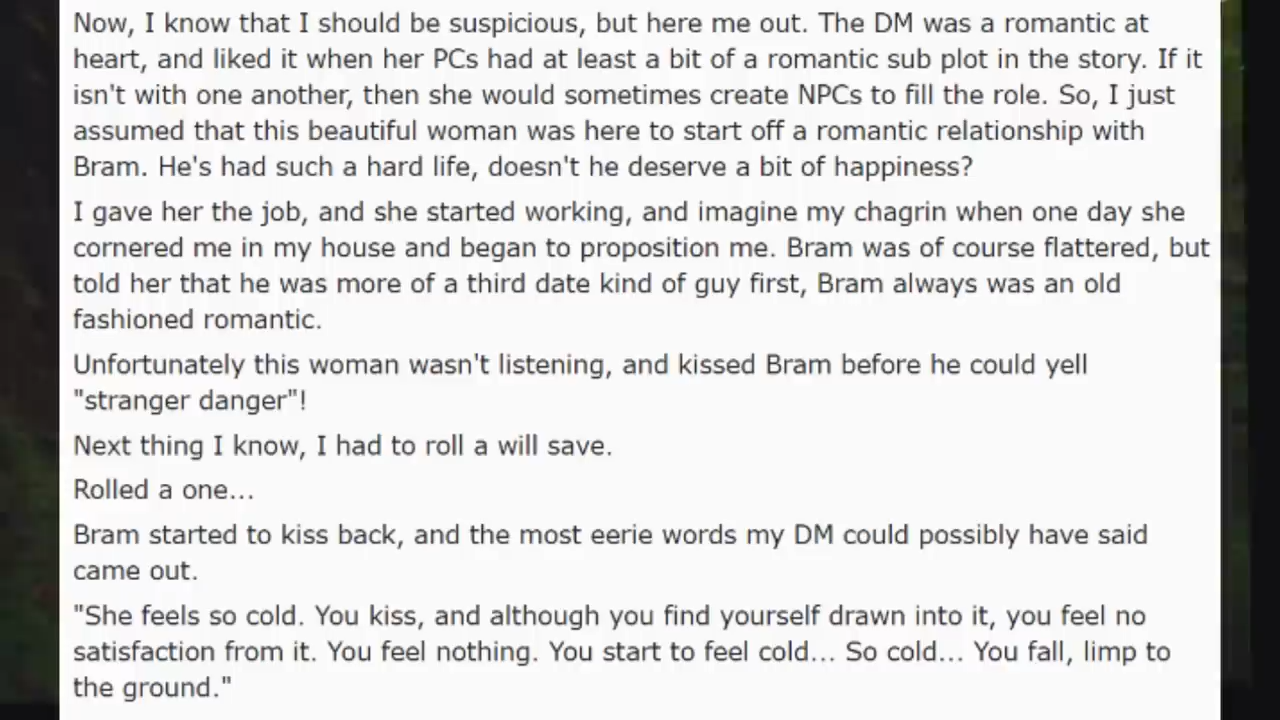 Now, I know that I should be suspicious, but here me out. The DM was a romantic at
heart, and liked it when her PCs had at least a bit of a romantic sub plot in the story. If it
isn't with one another, then she would sometimes create NPCs to fill the role. So, I just
assumed that this beautiful woman was here to start off a romantic relationship with
Bram. He's had such a hard life, doesn't he deserve a bit of happiness?
I gave her the job, and she started working, and imagine my chagrin when one day she
cornered me in my house and began to proposition me. Bram was of course flattered, but
told her that he was more of a third date kind of guy first, Bram always was an old
fashioned romantic.
Unfortunately this woman wasn't listening, and kissed Bram before he could yell
"stranger danger"!
Next thing I know, I had to roll a will save.
Rolled a one...
Bram started to kiss back, and the most eerie words my DM could possibly have said
came out.
"She feels so cold. You kiss, and although you find yourself drawn into it, you feel no
satisfaction from it. You feel nothing. You start to feel cold... So cold... You fall, limp to
the ground."